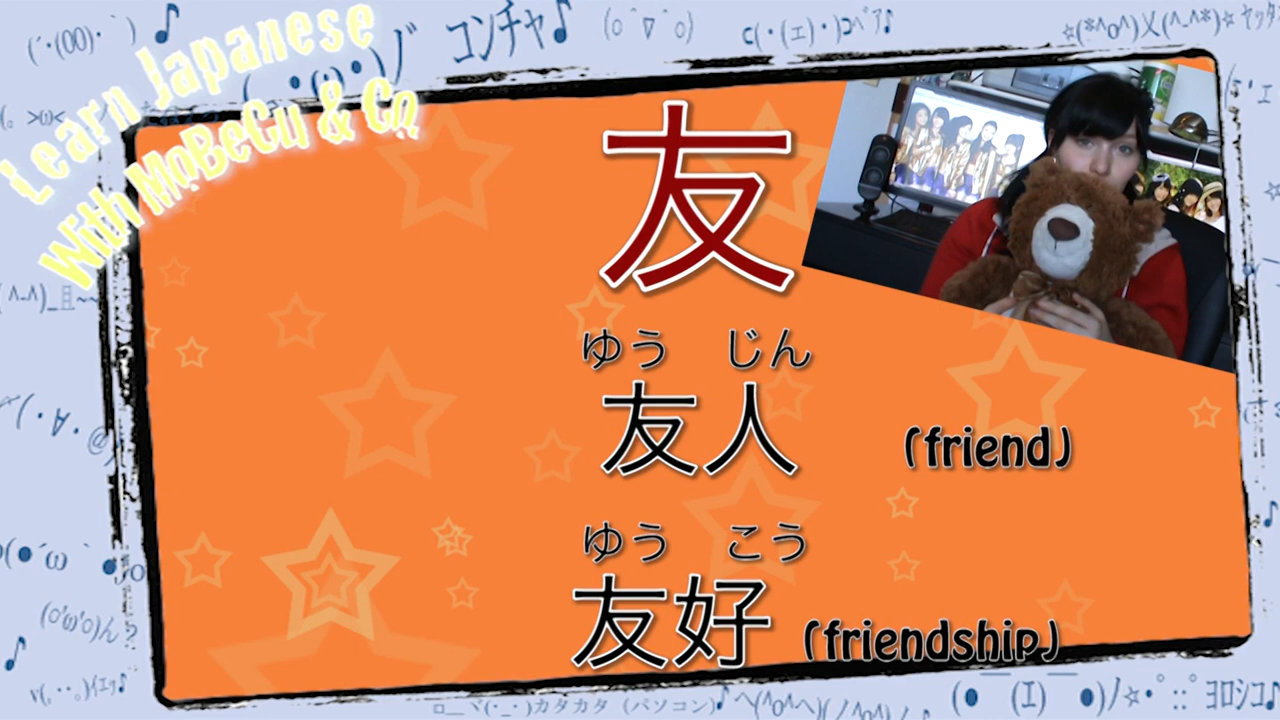 Learn Japanese
With MoBeCu & Co
コンチャ♪
友
ゆう じん
友人 (friend)
ゆう こう
友好 (friendship)
カタカタ (パソコン)♪
ヨロシコ♪